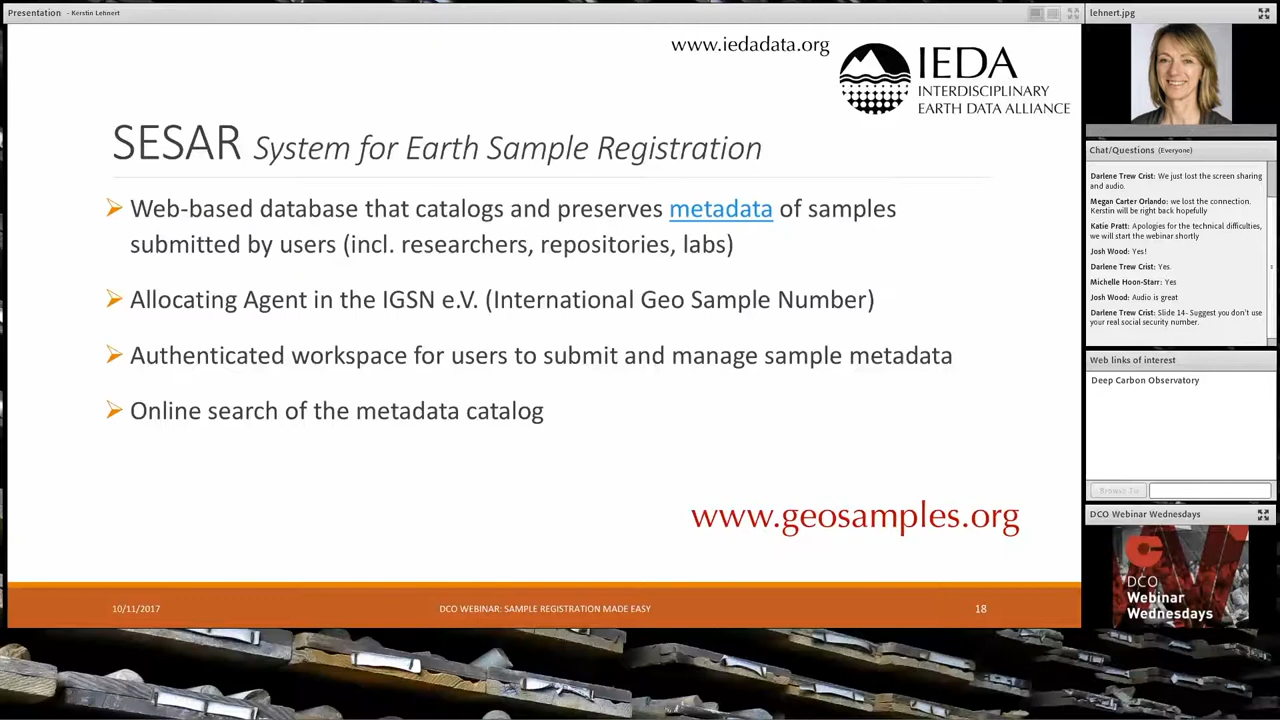 Presentation - Kerstin Lehnert
www.iedadata.org
IEDA
INTERDISCIPLINARY
EARTH DATA ALLIANCE
SESAR System for Earth Sample Registration
Web-based database that catalogs and preserves metadata of samples
submitted by users (incl. researchers, repositories, labs)
Allocating Agent in the IGSN e.V. (International Geo Sample Number)
Authenticated workspace for users to submit and manage sample metadata
Online search of the metadata catalog
www.geosamples.org
10/11/2017
DCO WEBINAR: SAMPLE REGISTRATION MADE EASY
18
lehnert.jpg
Chat/Questions (Everyone)
Darlene Trew Crist: We just lost the screen sharing
and audio.
Megan Carter Orlando: we lost the connection.
Kerstin will be right back hopefully
Katie Pratt: Apologies for the technical difficulties,
we will start the webinar shortly
Josh Wood: Yes!
Darlene Trew Crist: Yes.
Michelle Hoon-Starr: Yes
Josh Wood: Audio is great
Darlene Trew Crist: Slide 14- Suggest you don't use
your real social security number.
Web links of interest
Deep Carbon Observatory
Browse To
DCO Webinar Wednesdays
DCO
Webinar
Wednesdays